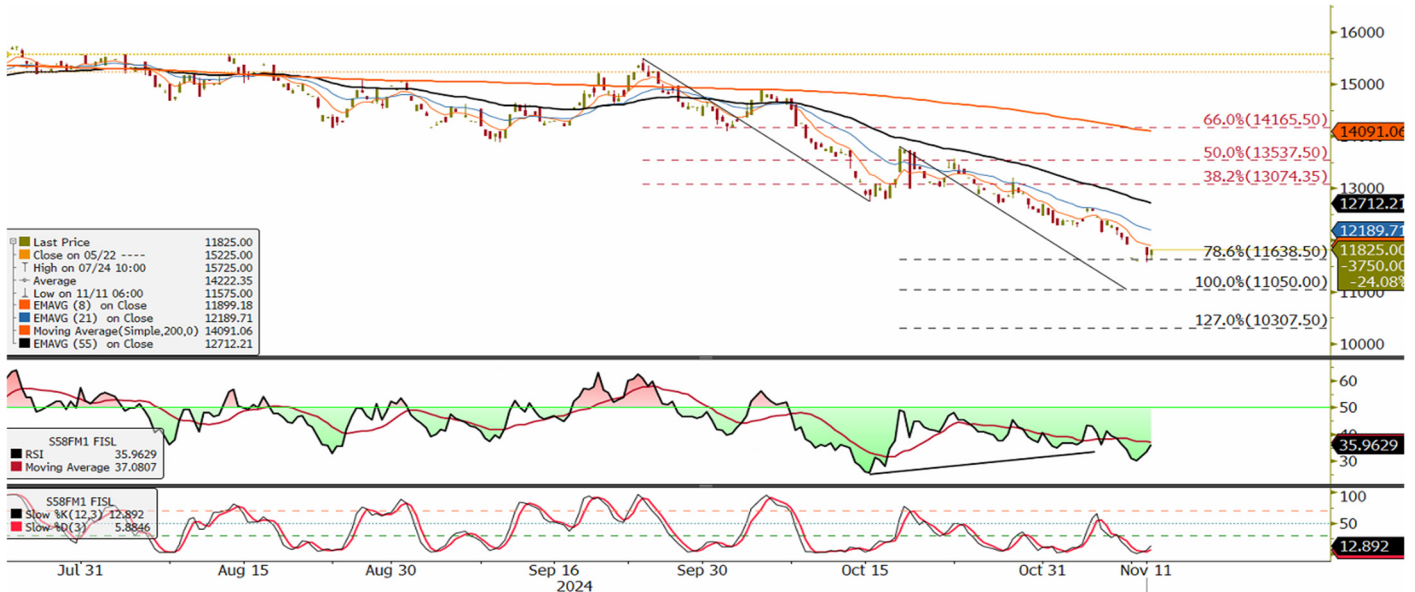 16000
15000
66.0%(14165.50)
14091.06
50.0%(13537.50)
38.2%(13074.35)
13000
12712.21
12189.71
Last Price 11825.00
Close on 05/22 ---- 15225.00
High on 07/24 10:00 15725.00
Average 14222.35
Low on 11/11 06:00 11575.00
EMAVG (8) on Close 11899.18
EMAVG (21) on Close 12189.71
Moving Average(Simple,200,0) 14091.06
EMAVG (55) on Close 12712.21
78.6%(11638.50)
11825.00
-3750.00
-24.08%
100.0%(11050.00)
11000
127.0%(10307.50)
10000
60
50
40
S58FM1 FISL
RSI 35.9629
Moving Average 37.0807
35.9629
30
S58FM1 FISL
Slow %K(12,3) 12.892
Slow %D(3) 5.8846
100
50
12.892
Jul 31 Aug 15 Aug 30 Sep 16 Sep 30 Oct 15 Oct 31 Nov 11
2024